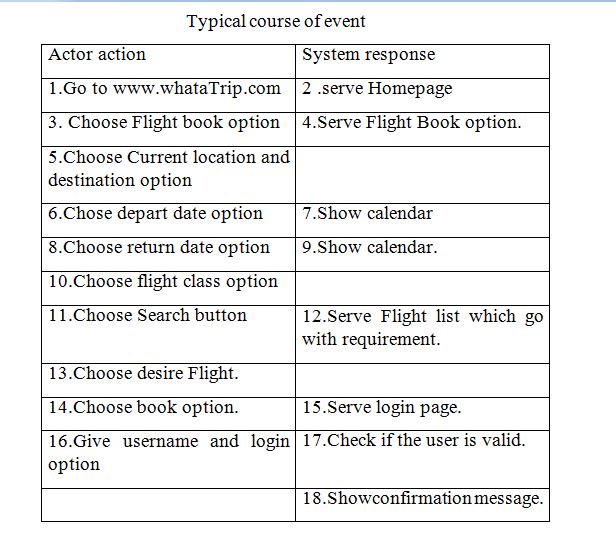 Typical course of event
Actor action
System response
1.Go to www.whataTrip.com
2 .serve Homepage
3. Choose Flight book option
4.Serve Flight Book option.
5.Choose Current location and
destination option
6.Chose depart date option
7.Show calendar
8.Choose return date option
9.Show calendar.
10.Choose flight class option
11.Choose Search button
12.Serve Flight list which go
with requirement.
13.Choose desire Flight.
14.Choose book option.
15.Serve login page.
16.Give username and login
option
17.Check if the user is valid.
18.Showconfirmationmessage.